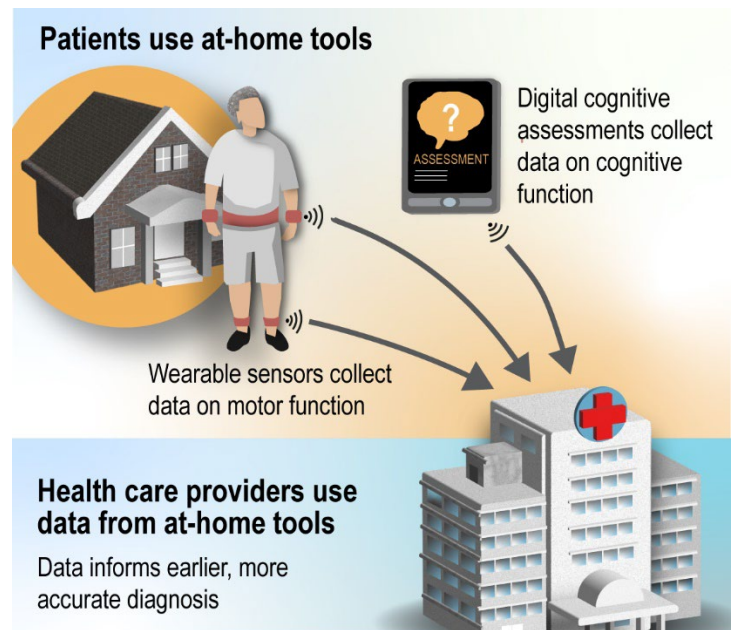 Patients use at-home tools
?
ASSESSMENT
Digital cognitive
assessments collect
data on cognitive
function
Wearable sensors collect
data on motor function
Health care providers use
data from at-home tools
Data informs earlier, more
accurate diagnosis